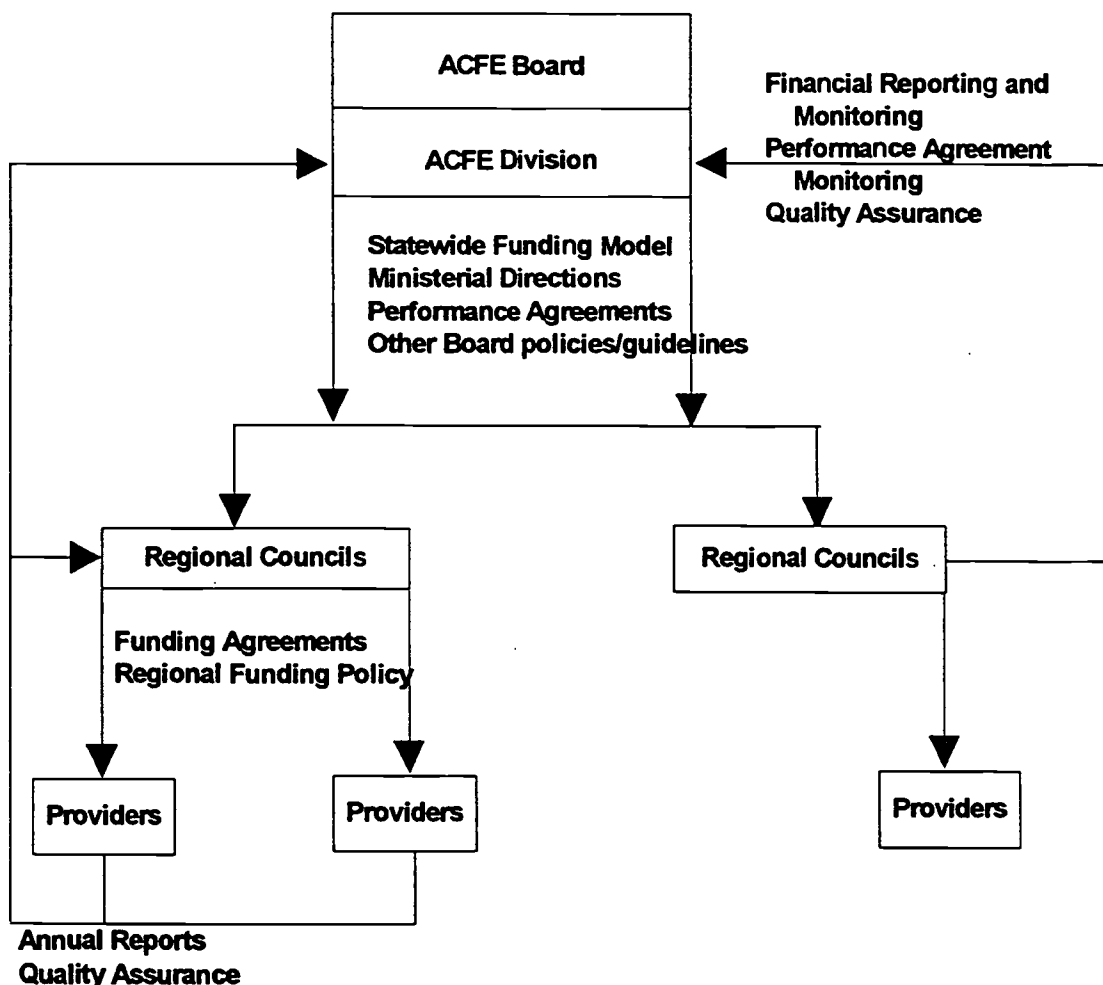 ACFE Board
ACFE Division
Financial Reporting and
Monitoring
Performance Agreement
Monitoring
Quality Assurance
Statewide Funding Model
Ministerial Directions
Performance Agreements
Other Board policies/guidelines
Regional Councils
Regional Councils
Funding Agreements
Regional Funding Policy
Providers
Providers
Providers
Annual Reports
Quality Assurance